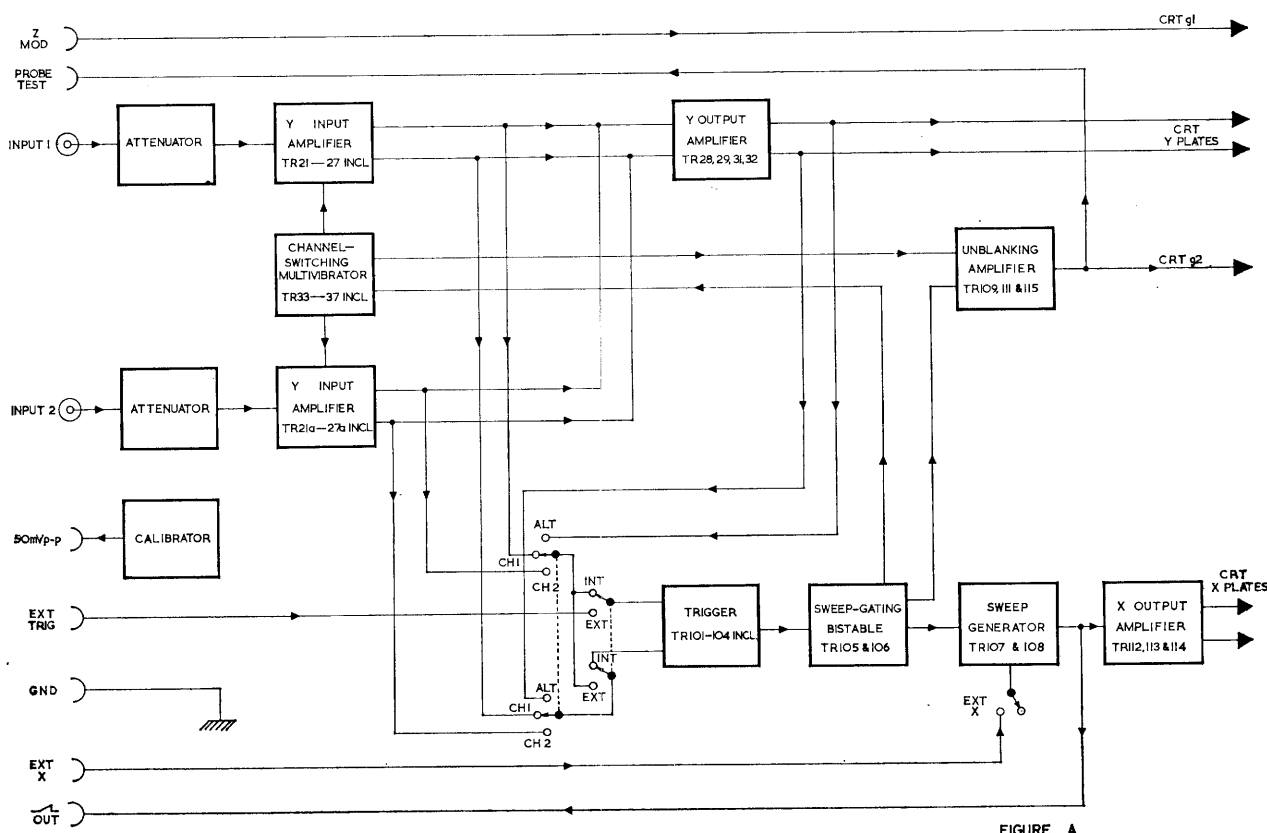 Z
MOD
CRT g1
PROBE
TEST
INPUT 1
ATTENUATOR
Y INPUT
AMPLIFIER
TR21—27 INCL
Y OUTPUT
AMPLIFIER
TR28, 29, 31, 32
CRT
Y PLATES
CHANNEL—
SWITCHING
MULTIVIBRATOR
TR33—37 INCL
UNBLANKING
AMPLIFIER
TR109, 111 & 115
CRT g2
INPUT 2
ATTENUATOR
Y INPUT
AMPLIFIER
TR21a—27a INCL
50mVp-p
CALIBRATOR
ALT
CH1
CH2
INT
EXT
EXT
TRIG
TRIGGER
TR101-104 INCL
SWEEP-GATING
BISTABLE
TR105 & 106
SWEEP
GENERATOR
TR107 & 108
X OUTPUT
AMPLIFIER
TR112, 113 & 114
CRT
X PLATES
INT
EXT
GND
ALT
CH1
CH2
EXT
X
EXT
X
OUT
FIGURE A